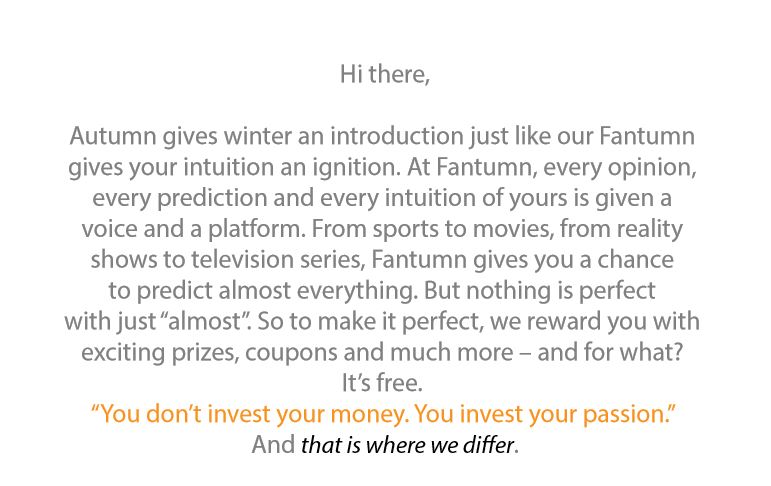 Hi there,
Autumn gives winter an introduction just like our Fantumn
gives your intuition an ignition. At Fantumn, every opinion,
every prediction and every intuition of yours is given a
voice and a platform. From sports to movies, from reality
shows to television series, Fantumn gives you a chance
to predict almost everything. But nothing is perfect
with just “almost”. So to make it perfect, we reward you with
exciting prizes, coupons and much more – and for what?
It’s free.
“You don’t invest your money. You invest your passion.”
And that is where we differ.